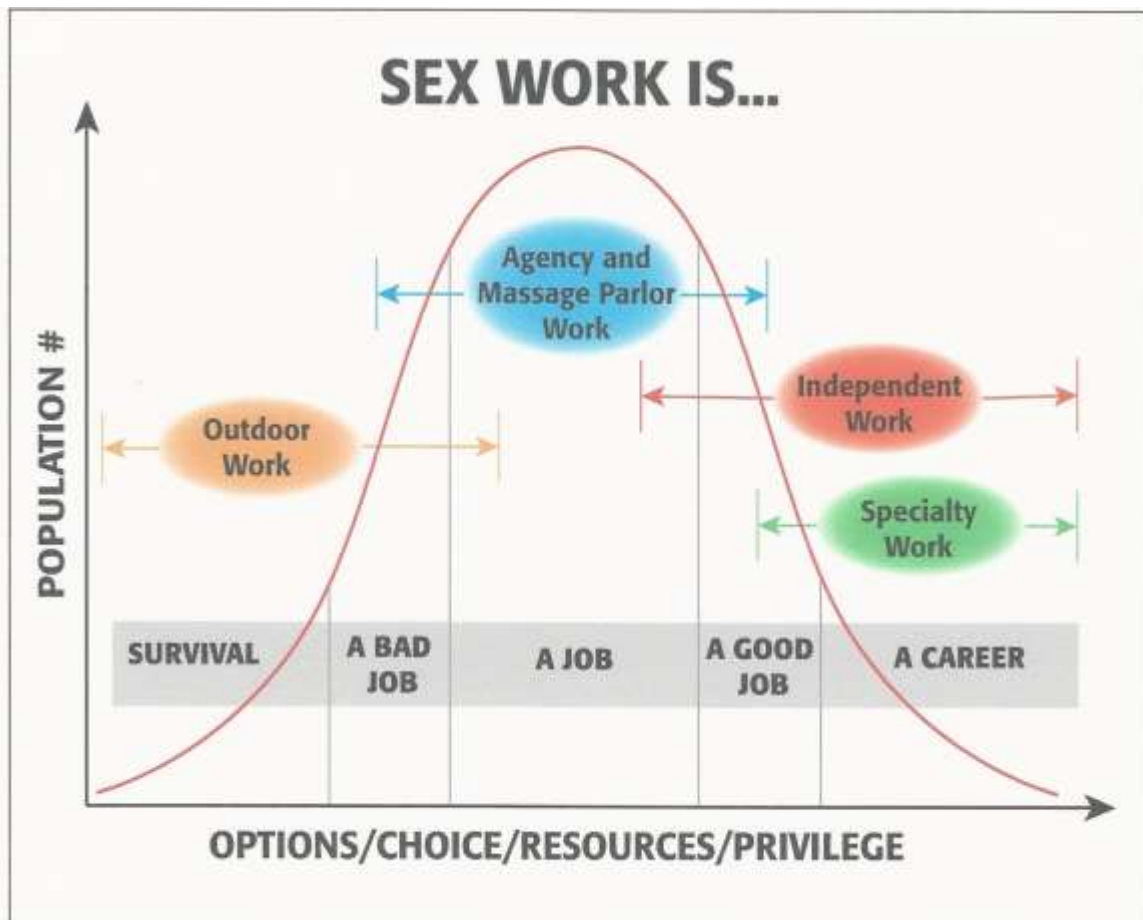 SEX WORK IS...
POPULATION #
Agency and
Massage Parlor
Work
Independent
Work
Outdoor
Work
Specialty
Work
SURVIVAL
A BAD
JOB
A JOB
A GOOD
JOB
A CAREER
OPTIONS/CHOICE/RESOURCES/PRIVILEGE